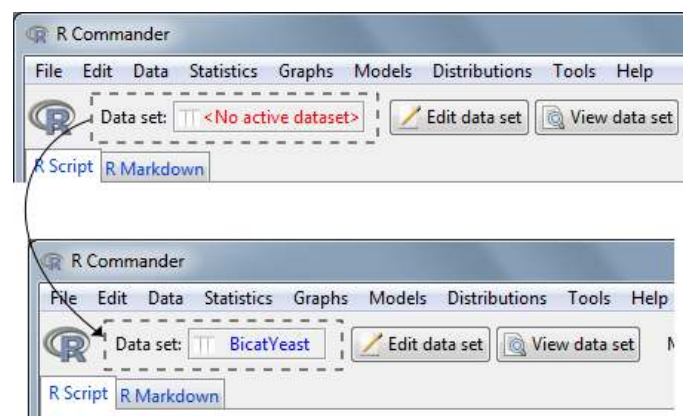 R Commander
File Edit Data Statistics Graphs Models Distributions Tools Help
R Data set: <No active dataset> Edit data set View data set
R Script R Markdown
R Commander
File Edit Data Statistics Graphs Models Distributions Tools Help
R Data set: BicatYeast Edit data set View data set
R Script R Markdown